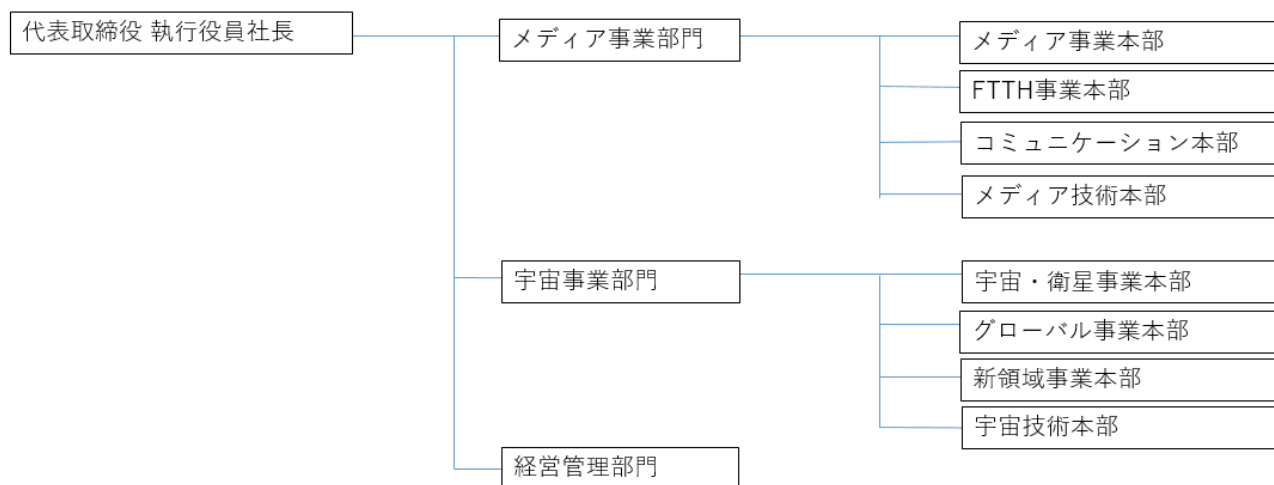 代表取締役 執行役員社長
メディア事業部門
メディア事業本部
FTTH事業本部
コミュニケーション本部
メディア技術本部
宇宙事業部門
宇宙・衛星事業本部
グローバル事業本部
新領域事業本部
宇宙技術本部
経営管理部門